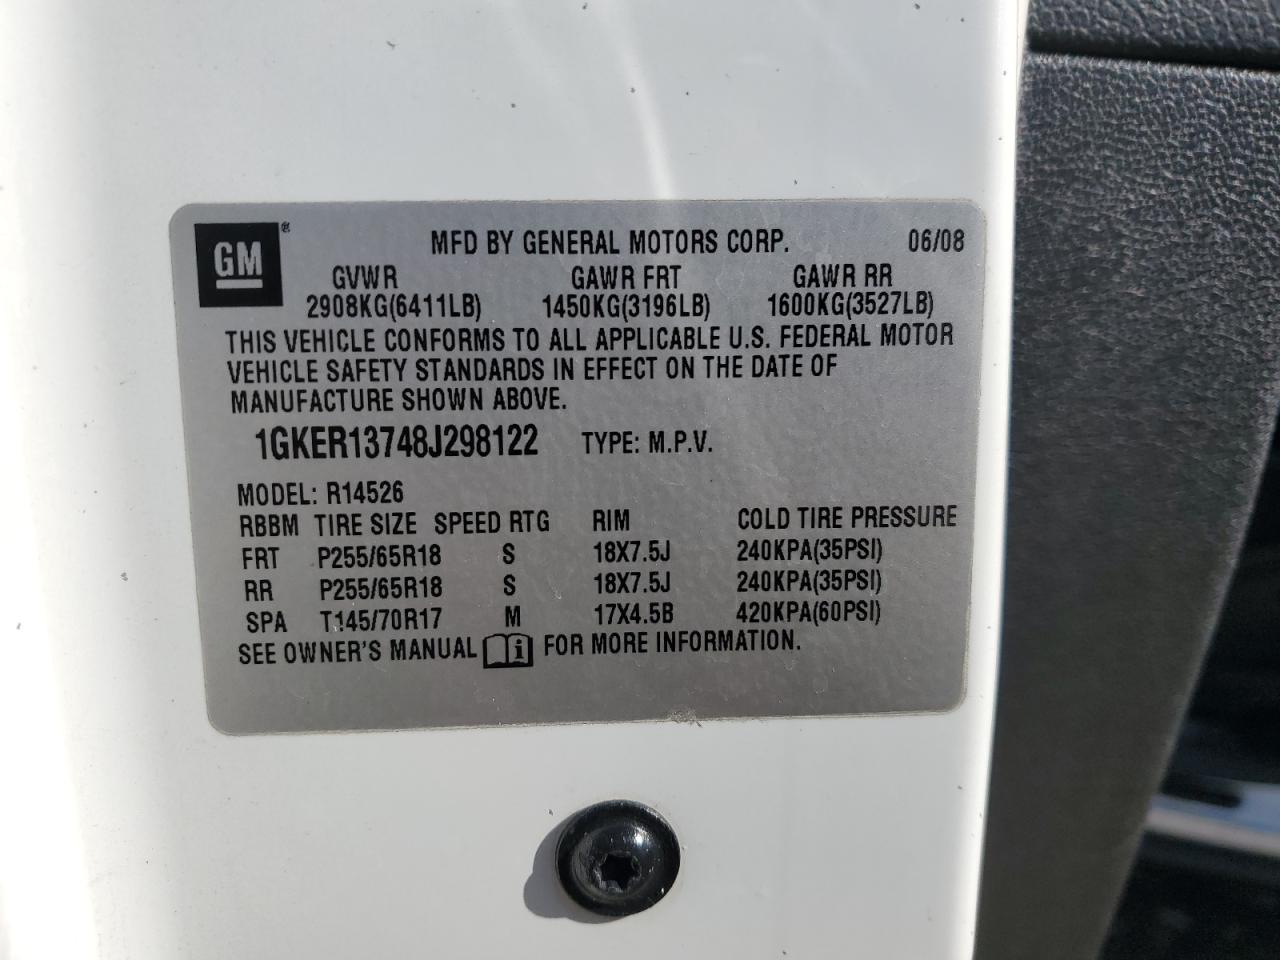 GM®
MFD BY GENERAL MOTORS CORP. 06/08
GVWR GAWR FRT GAWR RR
2908KG(6411LB) 1450KG(3196LB) 1600KG(3527LB)
THIS VEHICLE CONFORMS TO ALL APPLICABLE U.S. FEDERAL MOTOR
VEHICLE SAFETY STANDARDS IN EFFECT ON THE DATE OF
MANUFACTURE SHOWN ABOVE.
1GKER13748J298122 TYPE: M.P.V.
MODEL: R14526
RBBM TIRE SIZE SPEED RTG RIM COLD TIRE PRESSURE
FRT P255/65R18 S 18X7.5J 240KPA(35PSI)
RR P255/65R18 S 18X7.5J 240KPA(35PSI)
SPA T145/70R17 M 17X4.5B 420KPA(60PSI)
SEE OWNER'S MANUAL i FOR MORE INFORMATION.